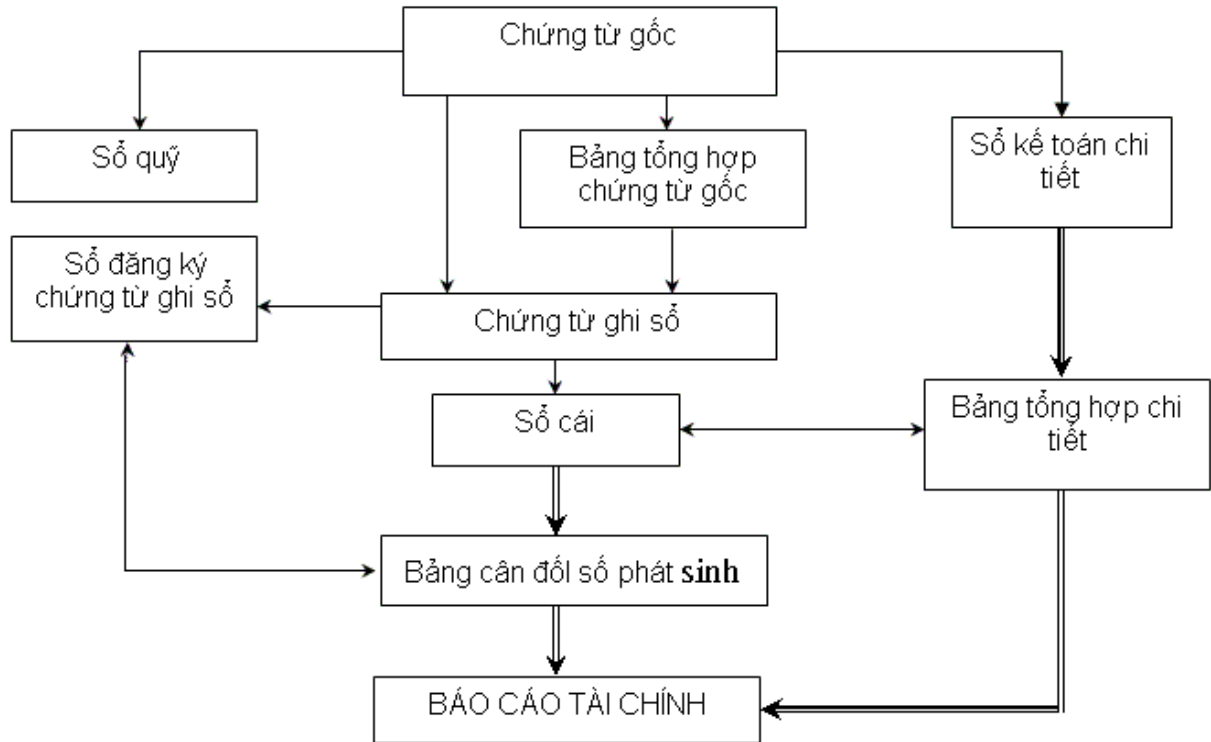 Chứng từ gốc
Sổ quỹ
Bảng tổng hợp
chứng từ gốc
Sổ kế toán chi
tiết
Sổ đăng ký
chứng từ ghi sổ
Chứng từ ghi sổ
Sổ cái
Bảng tổng hợp chi
tiết
Bảng cân đối số phát sinh
BÁO CÁO TÀI CHÍNH